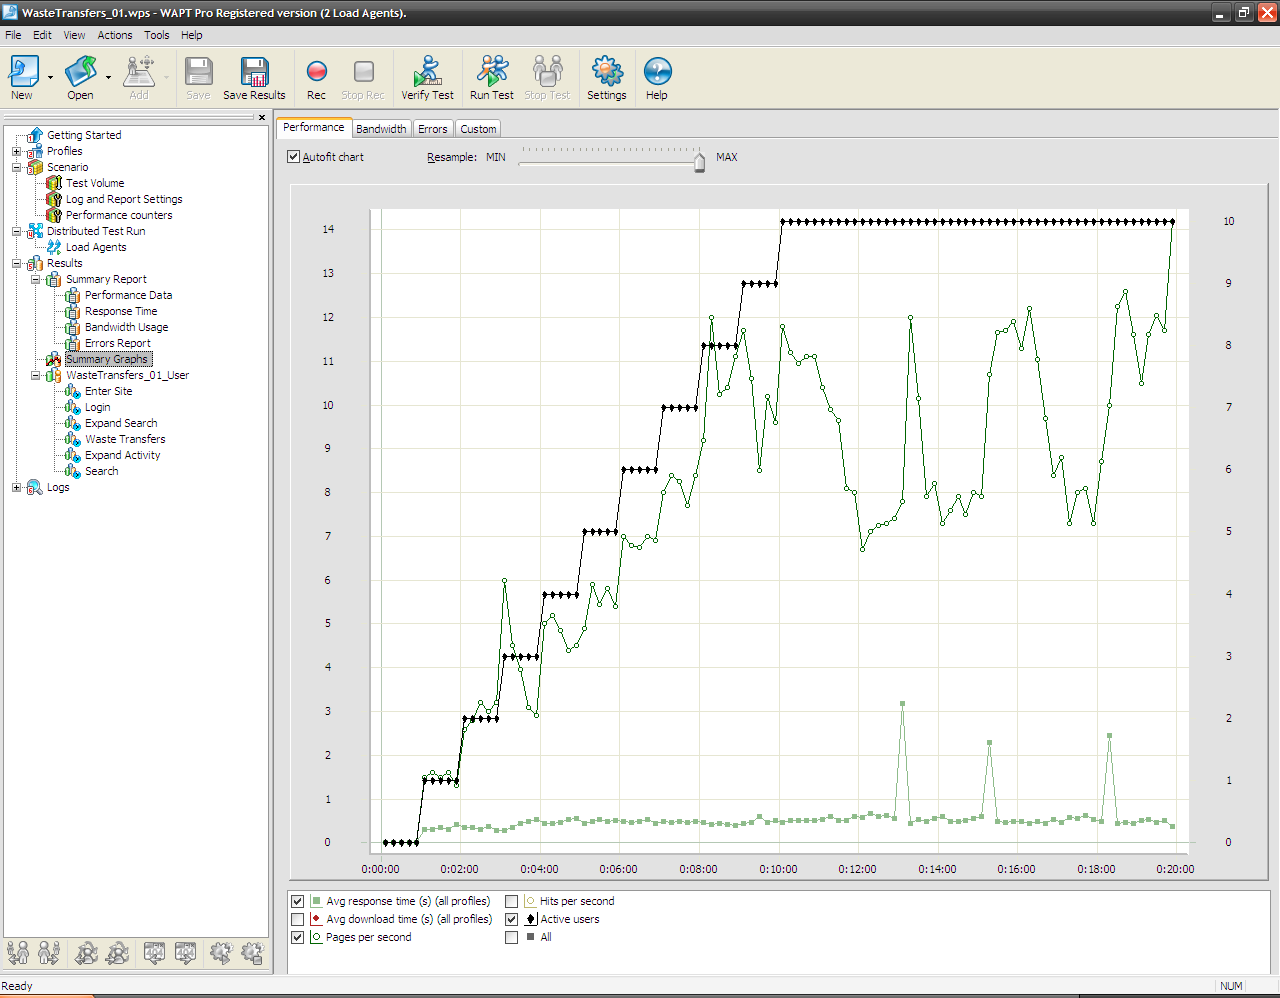 WasteTransfers_01.wps - WAPT Pro Registered version (2 Load Agents).
File Edit View Actions Tools Help
New Open Add Save Save Results Rec Stop Rec Verify Test Run Test Stop Test Settings Help
Getting Started
Profiles
Scenario
Test Volume
Log and Report Settings
Performance counters
Distributed Test Run
Load Agents
Results
Summary Report
Performance Data
Response Time
Bandwidth Usage
Errors Report
Summary Graphs
WasteTransfers_01_User
Enter Site
Login
Expand Search
Waste Transfers
Expand Activity
Search
Logs
Performance Bandwidth Errors Custom
Autofit chart Resample: MIN MAX
14 10
13 9
12 8
11
10 7
9 6
8
7 5
6 4
5
4 3
3 2
2 1
1
0 0
0:00:00 0:02:00 0:04:00 0:06:00 0:08:00 0:10:00 0:12:00 0:14:00 0:16:00 0:18:00 0:20:00
Avg response time (s) (all profiles) Hits per second
Avg download time (s) (all profiles) Active users
Pages per second All
Ready NUM